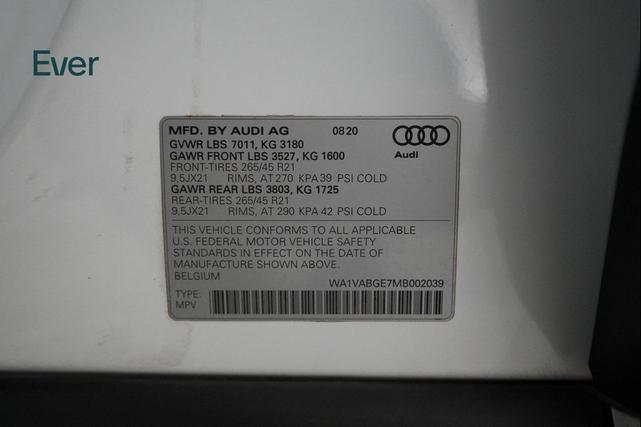 Ever
MFD. BY AUDI AG 08 20
GVWR LBS 7011, KG 3180
GAWR FRONT LBS 3527, KG 1600
Audi
FRONT-TIRES 265/45 R21
9,5JX21 RIMS, AT 270 KPA 39 PSI COLD
GAWR REAR LBS 3803, KG 1725
REAR-TIRES 265/45 R21
9,5JX21 RIMS, AT 290 KPA 42 PSI COLD
THIS VEHICLE CONFORMS TO ALL APPLICABLE
U.S. FEDERAL MOTOR VEHICLE SAFETY
STANDARDS IN EFFECT ON THE DATE OF
MANUFACTURE SHOWN ABOVE.
BELGIUM
WA1VABGE7MB002039
TYPE:
MPV